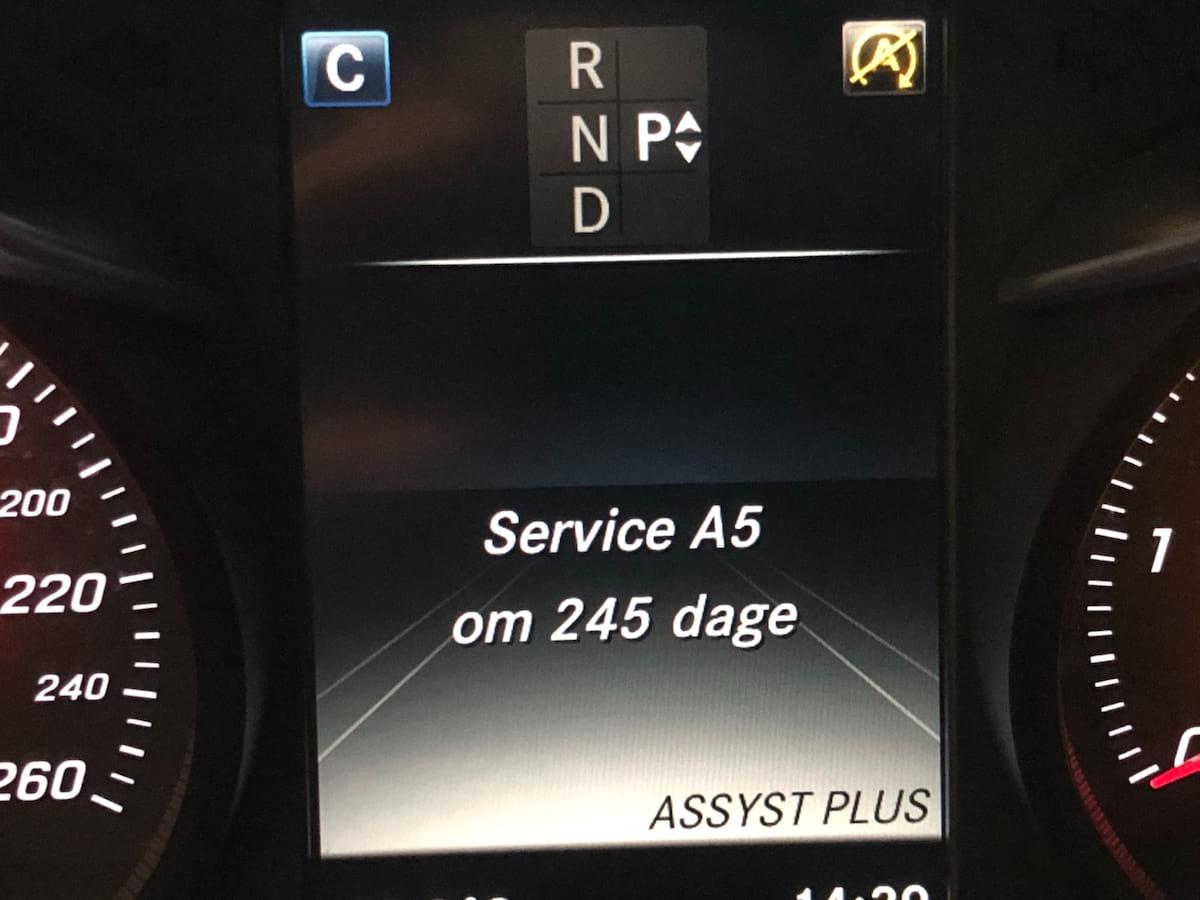 C
R
N P
D
A
Service A5
om 245 dage
200
220
240
260
1
ASSYST PLUS